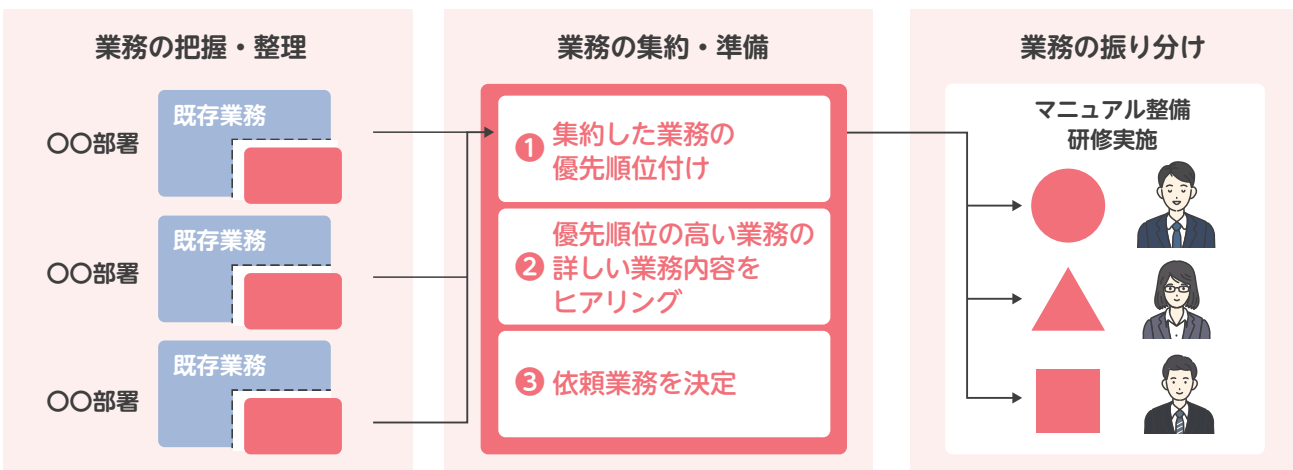 業務の把握・整理
〇〇部署
既存業務
〇〇部署
既存業務
〇〇部署
既存業務
業務の集約・準備
❶ 集約した業務の
優先順位付け
❷ 優先順位の高い業務の
詳しい業務内容を
ヒアリング
❸ 依頼業務を決定
業務の振り分け
マニュアル整備
研修実施